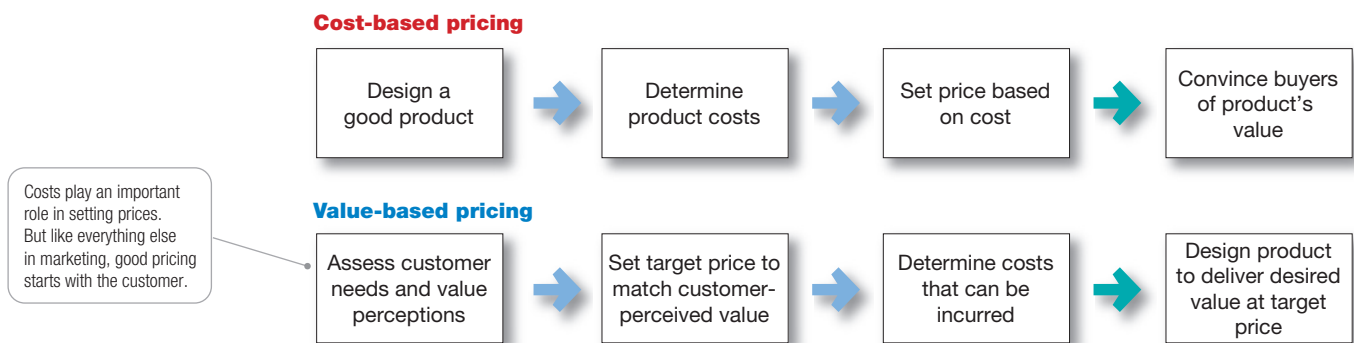 Cost-based pricing
Design a
good product
Determine
product costs
Set price based
on cost
Convince buyers
of product's
value
Costs play an important
role in setting prices.
But like everything else
in marketing, good pricing
starts with the customer.
Value-based pricing
Assess customer
needs and value
perceptions
Set target price to
match customer-
perceived value
Determine costs
that can be
incurred
Design product
to deliver desired
value at target
price